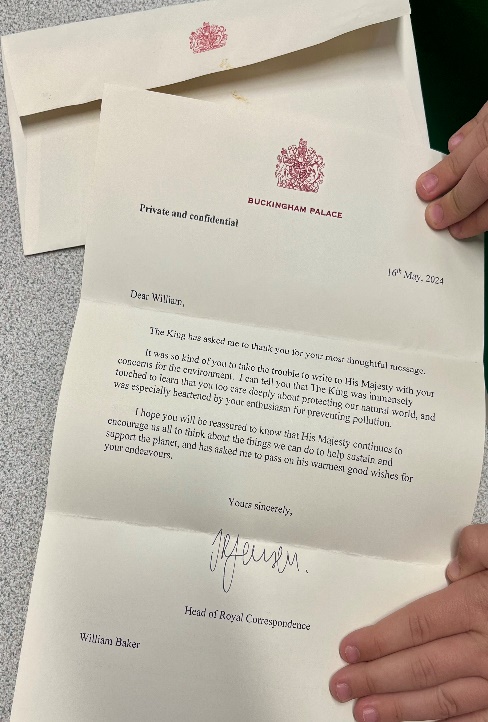 BUCKINGHAM PALACE
Private and confidential
16th May, 2024
Dear William,
The King has asked me to thank you for your most thoughtful message.
It was so kind of you to take the trouble to write to His Majesty with your
concerns for the environment. I can tell you that The King was immensely
touched to learn that you too care deeply about protecting our natural world, and
was especially heartened by your enthusiasm for preventing pollution.
I hope you will be reassured to know that His Majesty continues to
encourage us all to think about the things we can do to help sustain and
support the planet, and has asked me to pass on his warmest good wishes for
your endeavours.
Yours sincerely,
Head of Royal Correspondence
William Baker